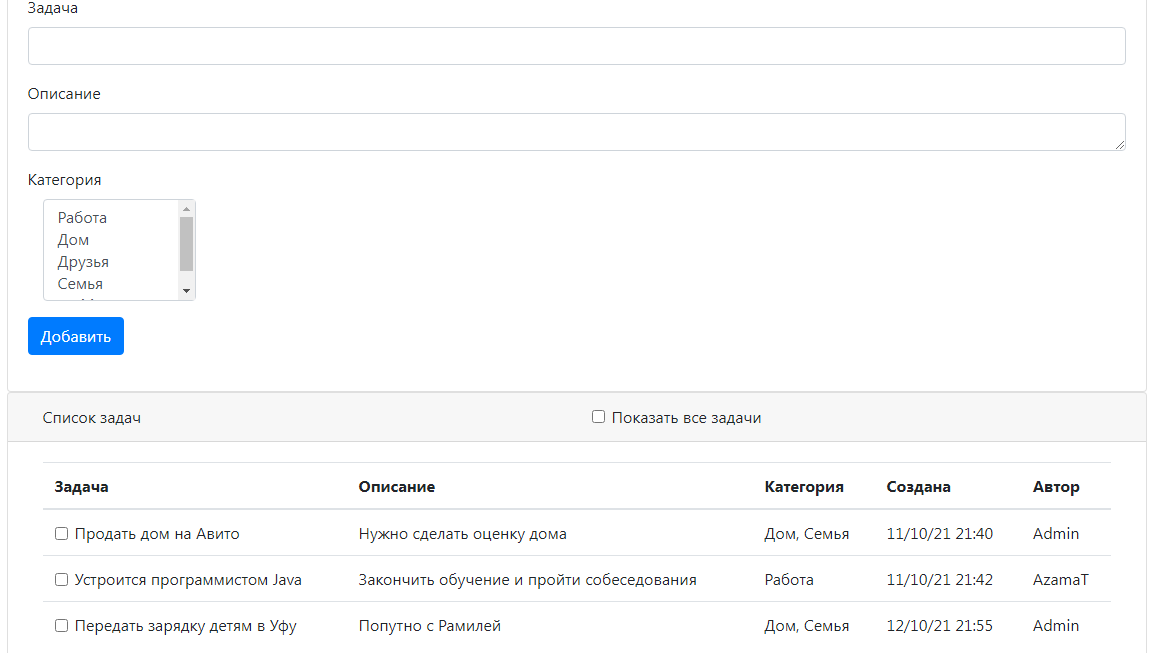 Задача
Описание
Категория
Работа
Дом
Друзья
Семья
Добавить
Список задач Показать все задачи
Задача Описание Категория Создана Автор
Продать дом на Авито Нужно сделать оценку дома Дом, Семья 11/10/21 21:40 Admin
Устроится программистом Java Закончить обучение и пройти собеседования Работа 11/10/21 21:42 AzamaT
Передать зарядку детям в Уфу Попутно с Рамилей Дом, Семья 12/10/21 21:55 Admin